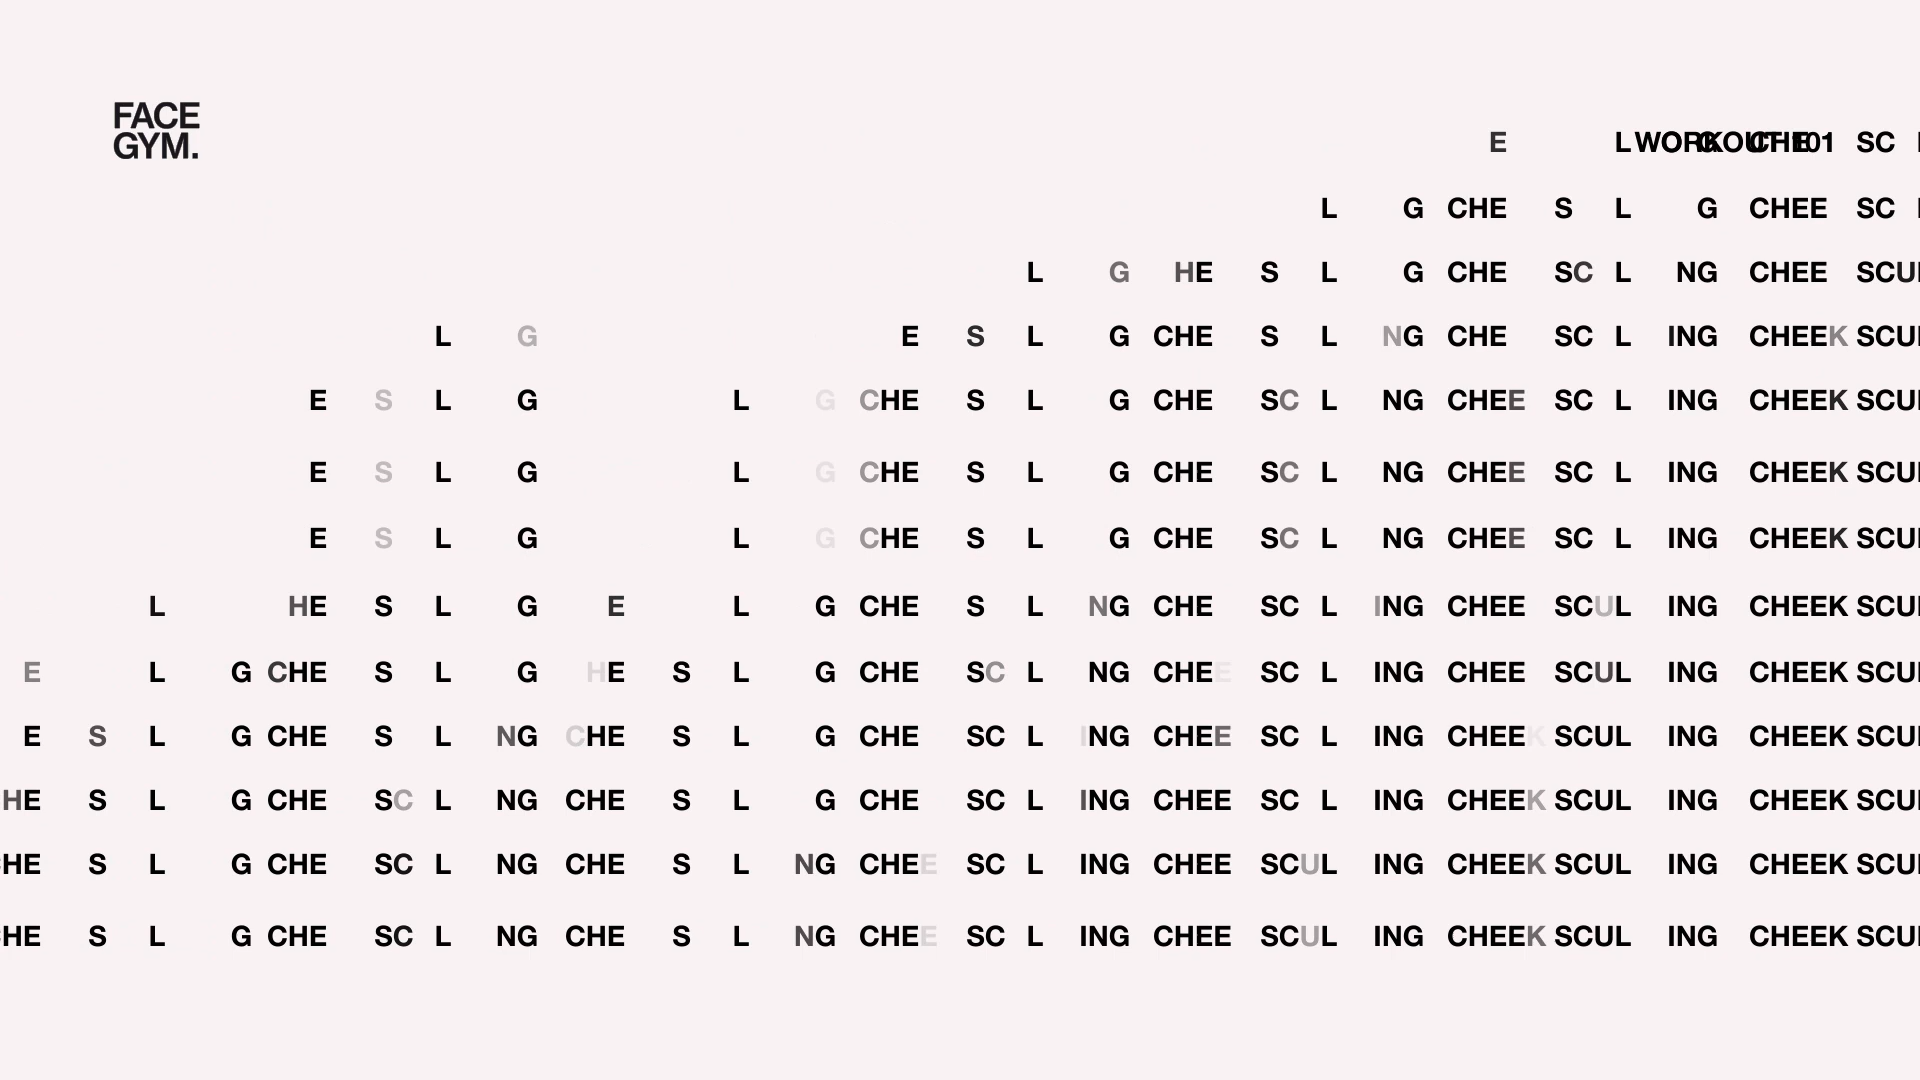 FACE
GYM.
E L WORKOUT 101 G CHE SC
L G CHE S L G CHEE SC
L G HE S L G CHE SC L NG CHEE SCU
L G E S L G CHE S L NG CHE SC L ING CHEEK SCU
E S L G L G CHE S L G CHE SC L NG CHEE SC L ING CHEEK SCU
E S L G L G CHE S L G CHE SC L NG CHEE SC L ING CHEEK SCU
E S L G L G CHE S L G CHE SC L NG CHEE SC L ING CHEEK SCU
L HE S L G E L G CHE S L NG CHE SC L ING CHEE SCUL ING CHEEK SCU
E L G CHE S L G HE S L G CHE SC L NG CHEE SC L ING CHEE SCUL ING CHEEK SCU
E S L G CHE S L NG CHE S L G CHE SC L ING CHEE SC L ING CHEEK SCUL ING CHEEK SCU
HE S L G CHE SC L NG CHE S L G CHE SC L ING CHEE SC L ING CHEEK SCUL ING CHEEK SCU
HE S L G CHE SC L NG CHE S L NG CHEE SC L ING CHEE SCUL ING CHEEK SCUL ING CHEEK SCU
HE S L G CHE SC L NG CHE S L NG CHEE SC L ING CHEE SCUL ING CHEEK SCUL ING CHEEK SCU